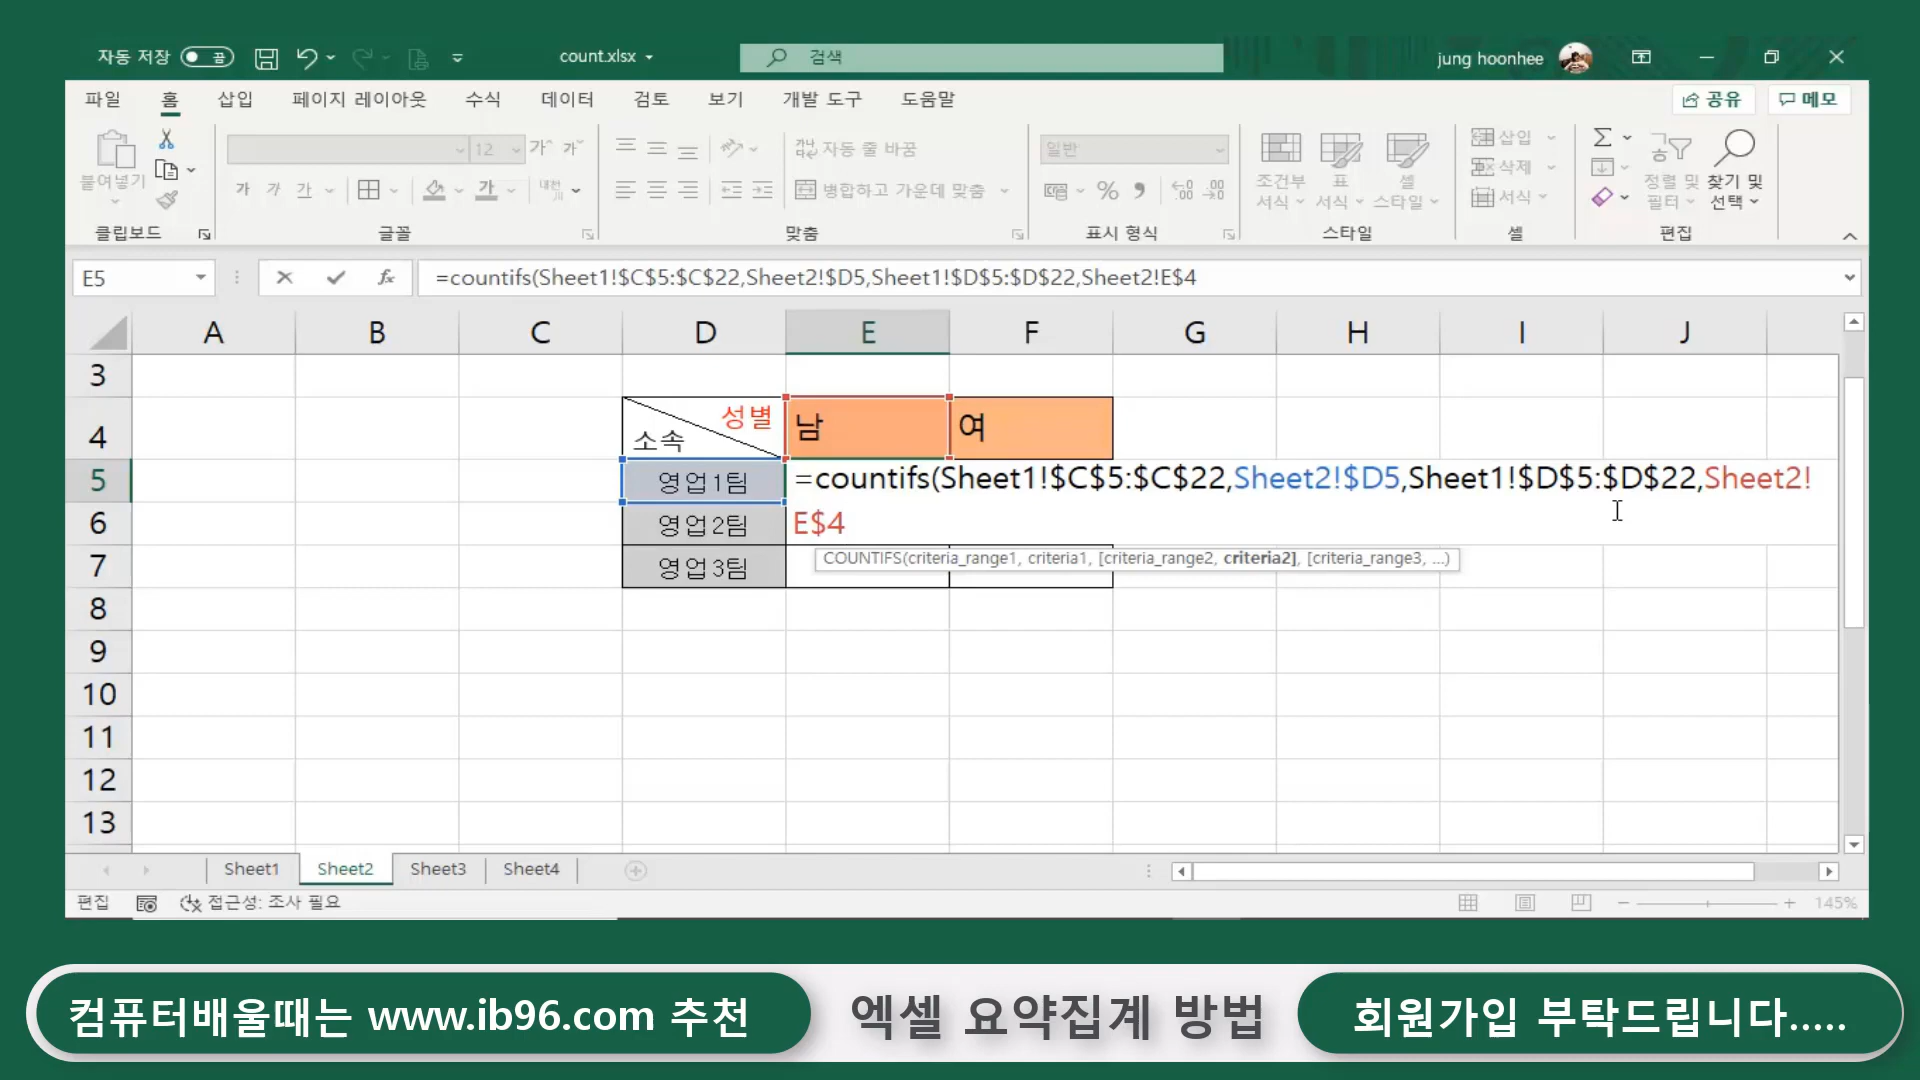 자동 저장 끔 count.xlsx 검색 jung hoonhee
파일 홈 삽입 페이지 레이아웃 수식 데이터 검토 보기 개발 도구 도움말 공유 메모
붙여넣기 12 가 가 자동 줄 바꿈 일반 조건부 표 셀 삽입 정렬 및 찾기 및
가 가 가 가 내천 병합하고 가운데 맞춤 % 서식 서식 스타일 삭제 필터 선택
서식
클립보드 글꼴 맞춤 표시 형식 스타일 셀 편집
E5 fx =countifs(Sheet1!$C$5:$C$22,Sheet2!$D5,Sheet1!$D$5:$D$22,Sheet2!E$4
A B C D E F G H I J
3
4 성별 소속 남 여
5 영업1팀 =countifs(Sheet1!$C$5:$C$22,Sheet2!$D5,Sheet1!$D$5:$D$22,Sheet2!
6 영업2팀 E$4
COUNTIFS(criteria_range1, criteria1, [criteria_range2, criteria2], [criteria_range3, ...)
7 영업3팀
8
9
10
11
12
13
Sheet1 Sheet2 Sheet3 Sheet4
편집 접근성: 조사 필요 145%
컴퓨터배울때는 www.ib96.com 추천 엑셀 요약집계 방법 회원가입 부탁드립니다.....